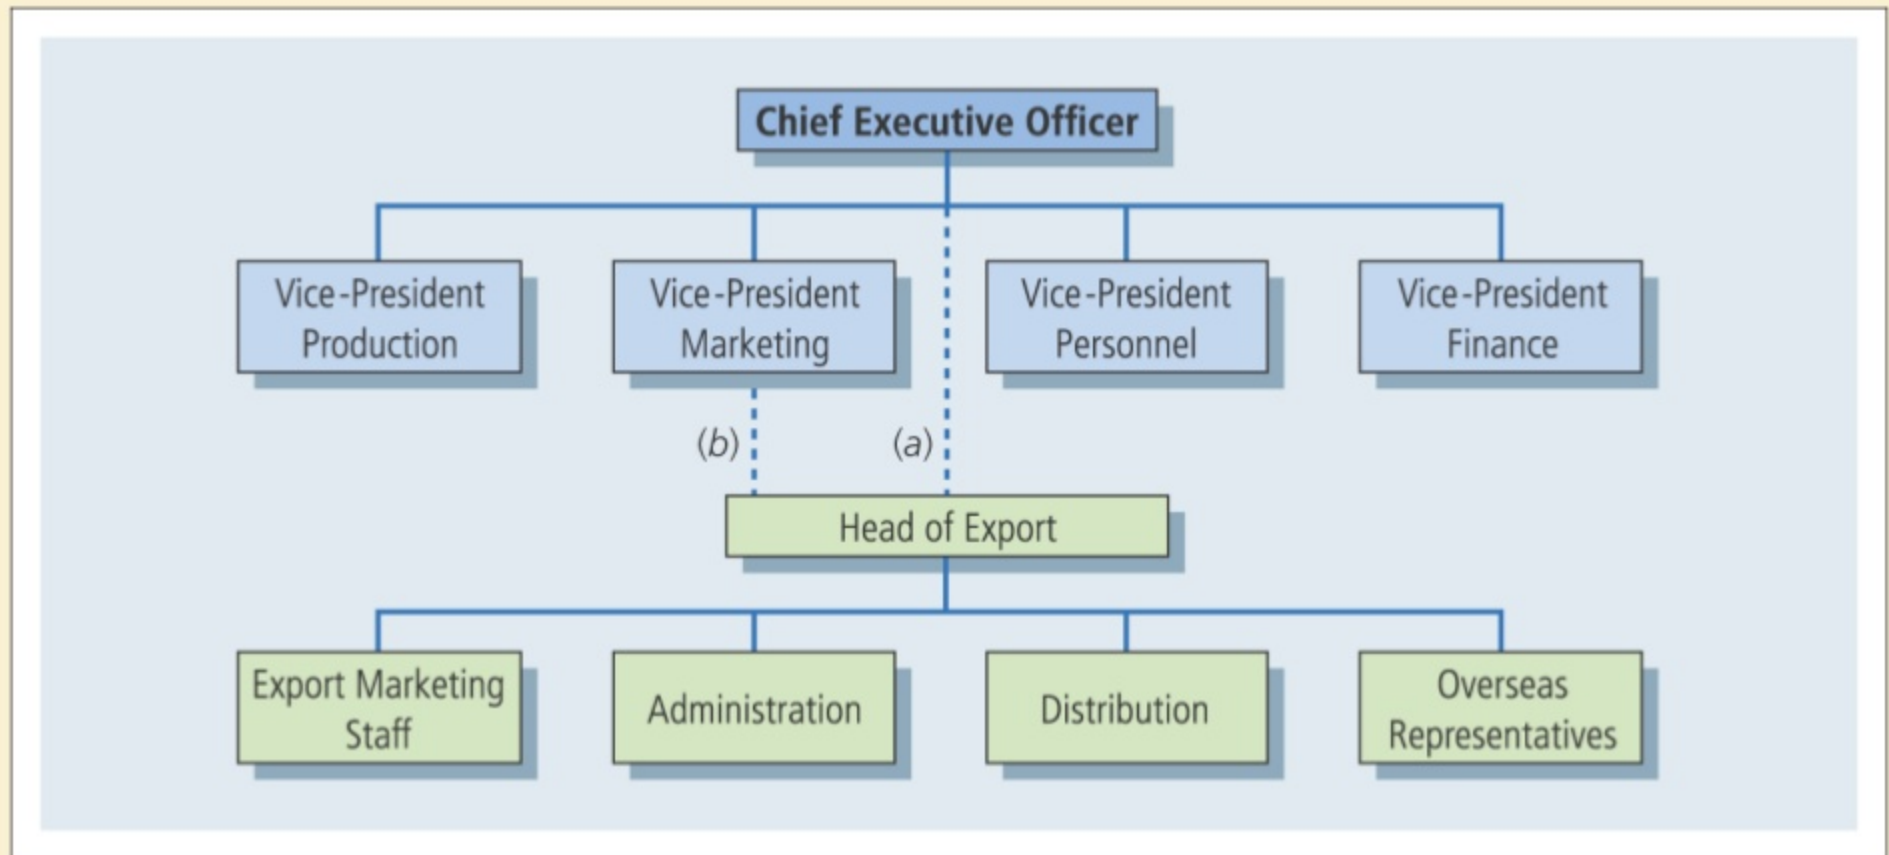 Chief Executive Officer
Vice-President
Production
Vice-President
Marketing
Vice-President
Personnel
Vice-President
Finance
(b)
(a)
Head of Export
Export Marketing
Staff
Administration
Distribution
Overseas
Representatives